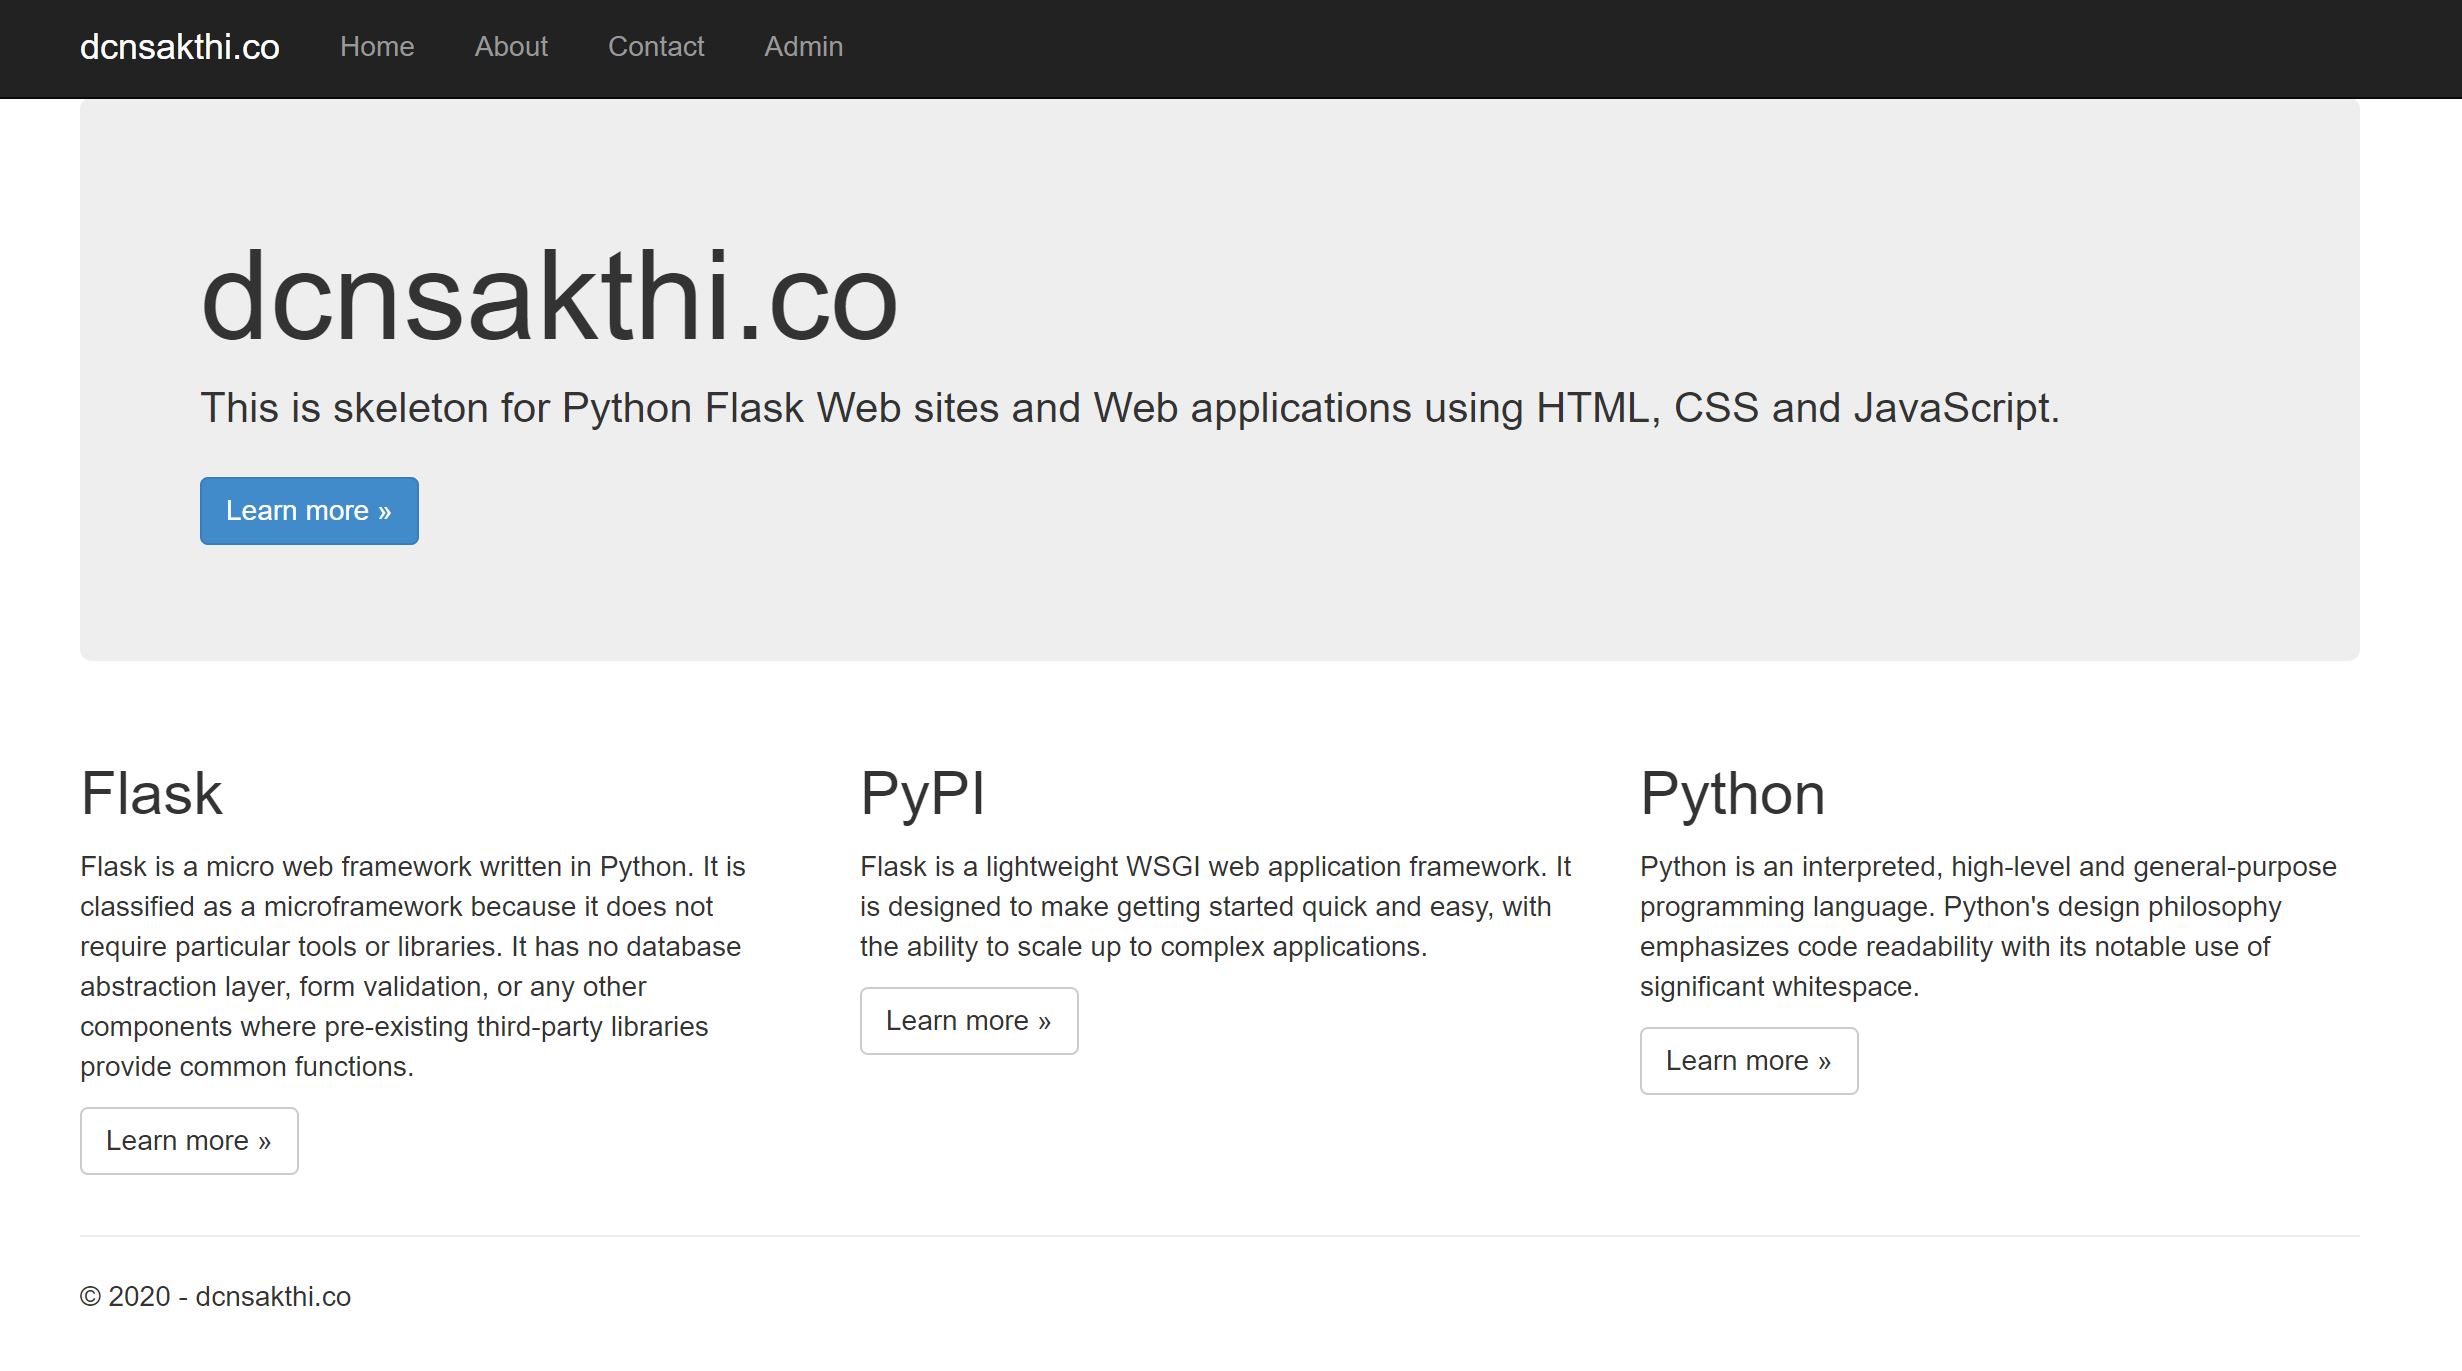 dcnsakthi.co Home About Contact Admin
dcnsakthi.co
This is skeleton for Python Flask Web sites and Web applications using HTML, CSS and JavaScript.
Learn more »
Flask
Flask is a micro web framework written in Python. It is
classified as a microframework because it does not
require particular tools or libraries. It has no database
abstraction layer, form validation, or any other
components where pre-existing third-party libraries
provide common functions.
Learn more »
PyPI
Flask is a lightweight WSGI web application framework. It
is designed to make getting started quick and easy, with
the ability to scale up to complex applications.
Learn more »
Python
Python is an interpreted, high-level and general-purpose
programming language. Python's design philosophy
emphasizes code readability with its notable use of
significant whitespace.
Learn more »
© 2020 - dcnsakthi.co